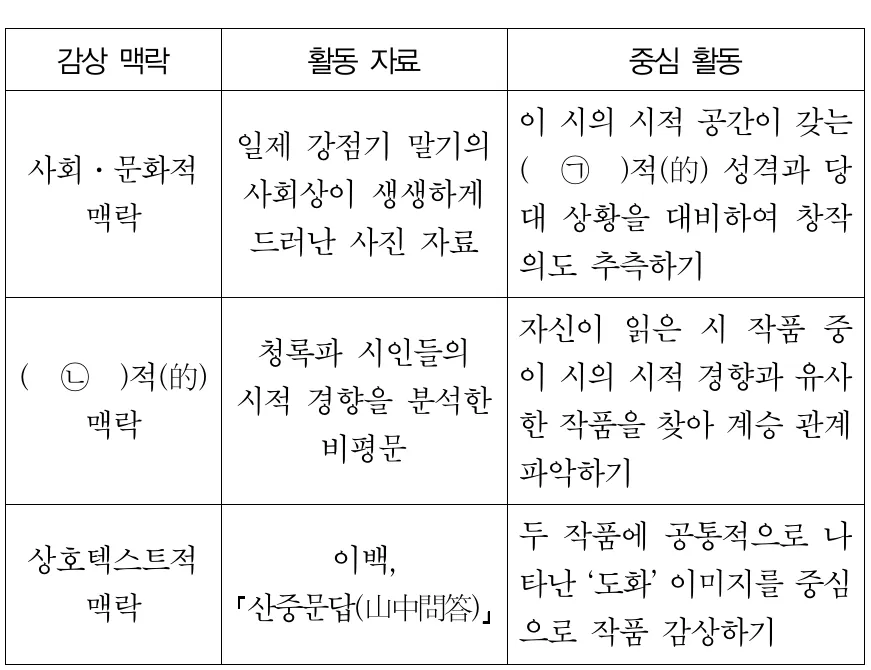 감상 맥락
활동 자료
중심 활동
사회・문화적
맥락
일제 강점기 말기의
사회상이 생생하게
드러난 사진 자료
이 시의 시적 공간이 갖는
( ㉠ )적(的) 성격과 당
대 상황을 대비하여 창작
의도 추측하기
( ㉡ )적(的)
맥락
청록파 시인들의
시적 경향을 분석한
비평문
자신이 읽은 시 작품 중
이 시의 시적 경향과 유사
한 작품을 찾아 계승 관계
파악하기
상호텍스트적
맥락
이백,
「산중문답(山中問答)」
두 작품에 공통적으로 나
타난 ‘도화’ 이미지를 중심
으로 작품 감상하기